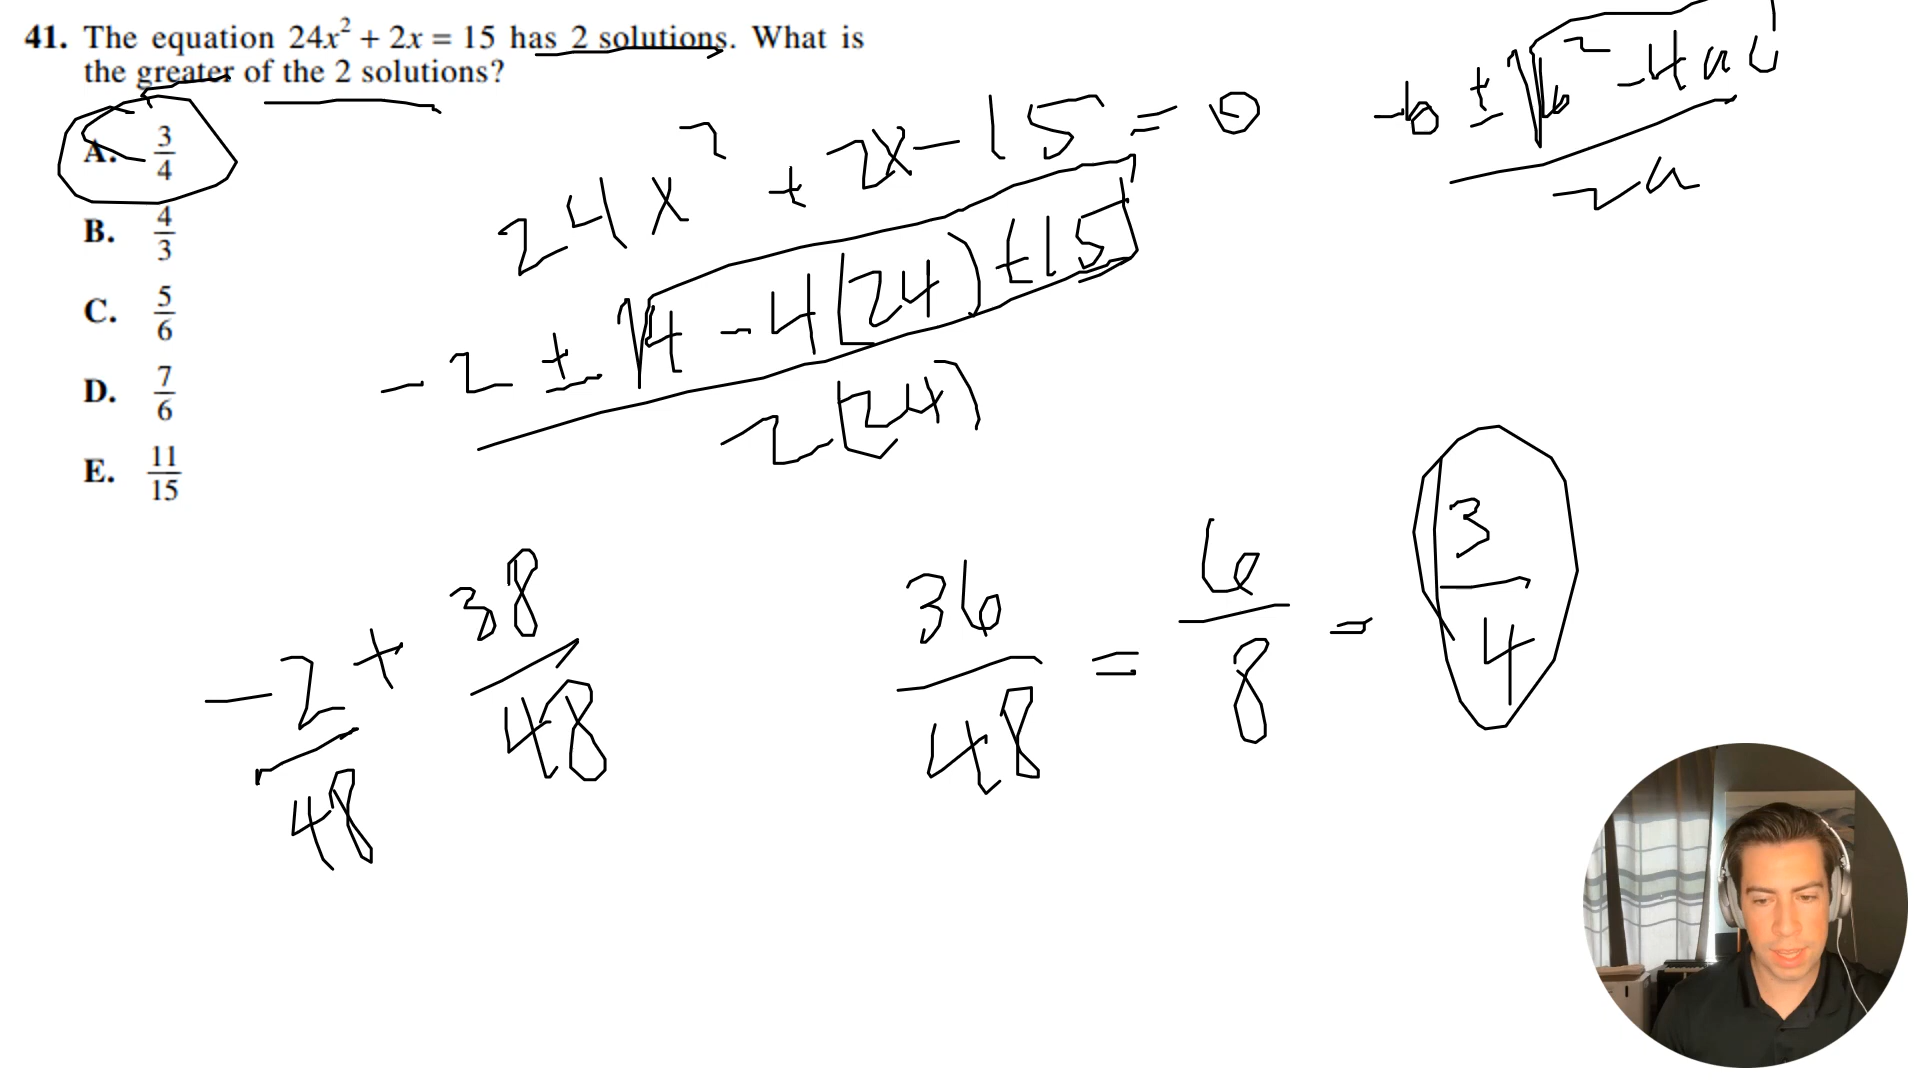 41. The equation 24x² + 2x = 15 has 2 solutions. What is
the greater of the 2 solutions?
A. 3/4
B. 4/3
C. 5/6
D. 7/6
E. 11/15
-b ± √b² -4ac
2a
24x² + 2x - 15 = 0
-2 ± √4 - 4(24)
2(24)
-2/48 + 38/48
36/48 = 6/8 = 3/4